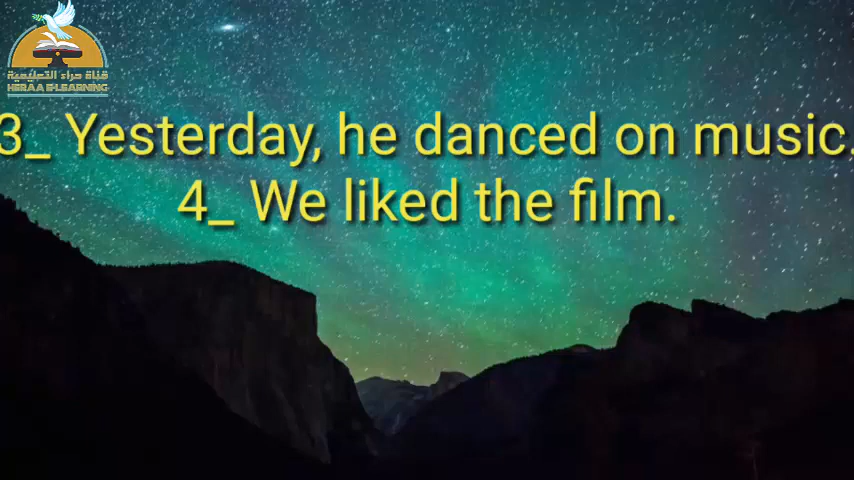 قناة حراء التعليمية
HERAA E-LEARNING
3_ Yesterday, he danced on music.
4_ We liked the film.